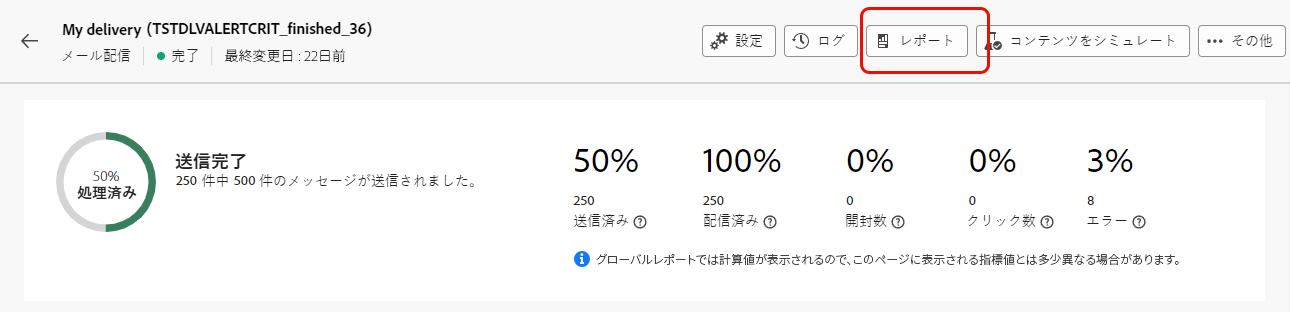 My delivery (TSTDLVALERTCRIT_finished_36)
メール配信 完了 最終変更日 : 22日前
設定 ログ レポート コンテンツをシミュレート その他
50%
処理済み
送信完了
250 件中 500 件のメッセージが送信されました。
50% 100% 0% 0% 3%
250 250 0 0 8
送信済み 配信済み 開封数 クリック数 エラー
グローバルレポートでは計算値が表示されるので、このページに表示される指標値とは多少異なる場合があります。